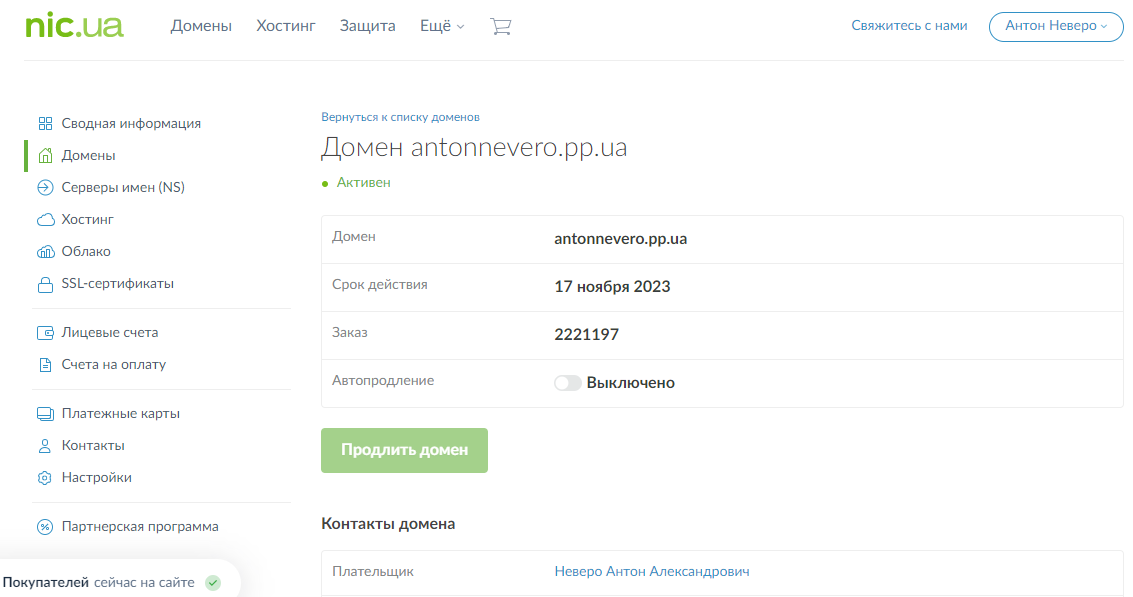 nic.ua Домены Хостинг Защита Ещё Свяжитесь с нами Антон Неверо
Сводная информация
Домены
Серверы имен (NS)
Хостинг
Облако
SSL-сертификаты
Лицевые счета
Счета на оплату
Платежные карты
Контакты
Настройки
Партнерская программа
Покупателей сейчас на сайте
Вернуться к списку доменов
Домен antonnevero.pp.ua
Активен
Домен antonnevero.pp.ua
Срок действия 17 ноября 2023
Заказ 2221197
Автопродление Выключено
Продлить домен
Контакты домена
Плательщик Неверо Антон Александрович